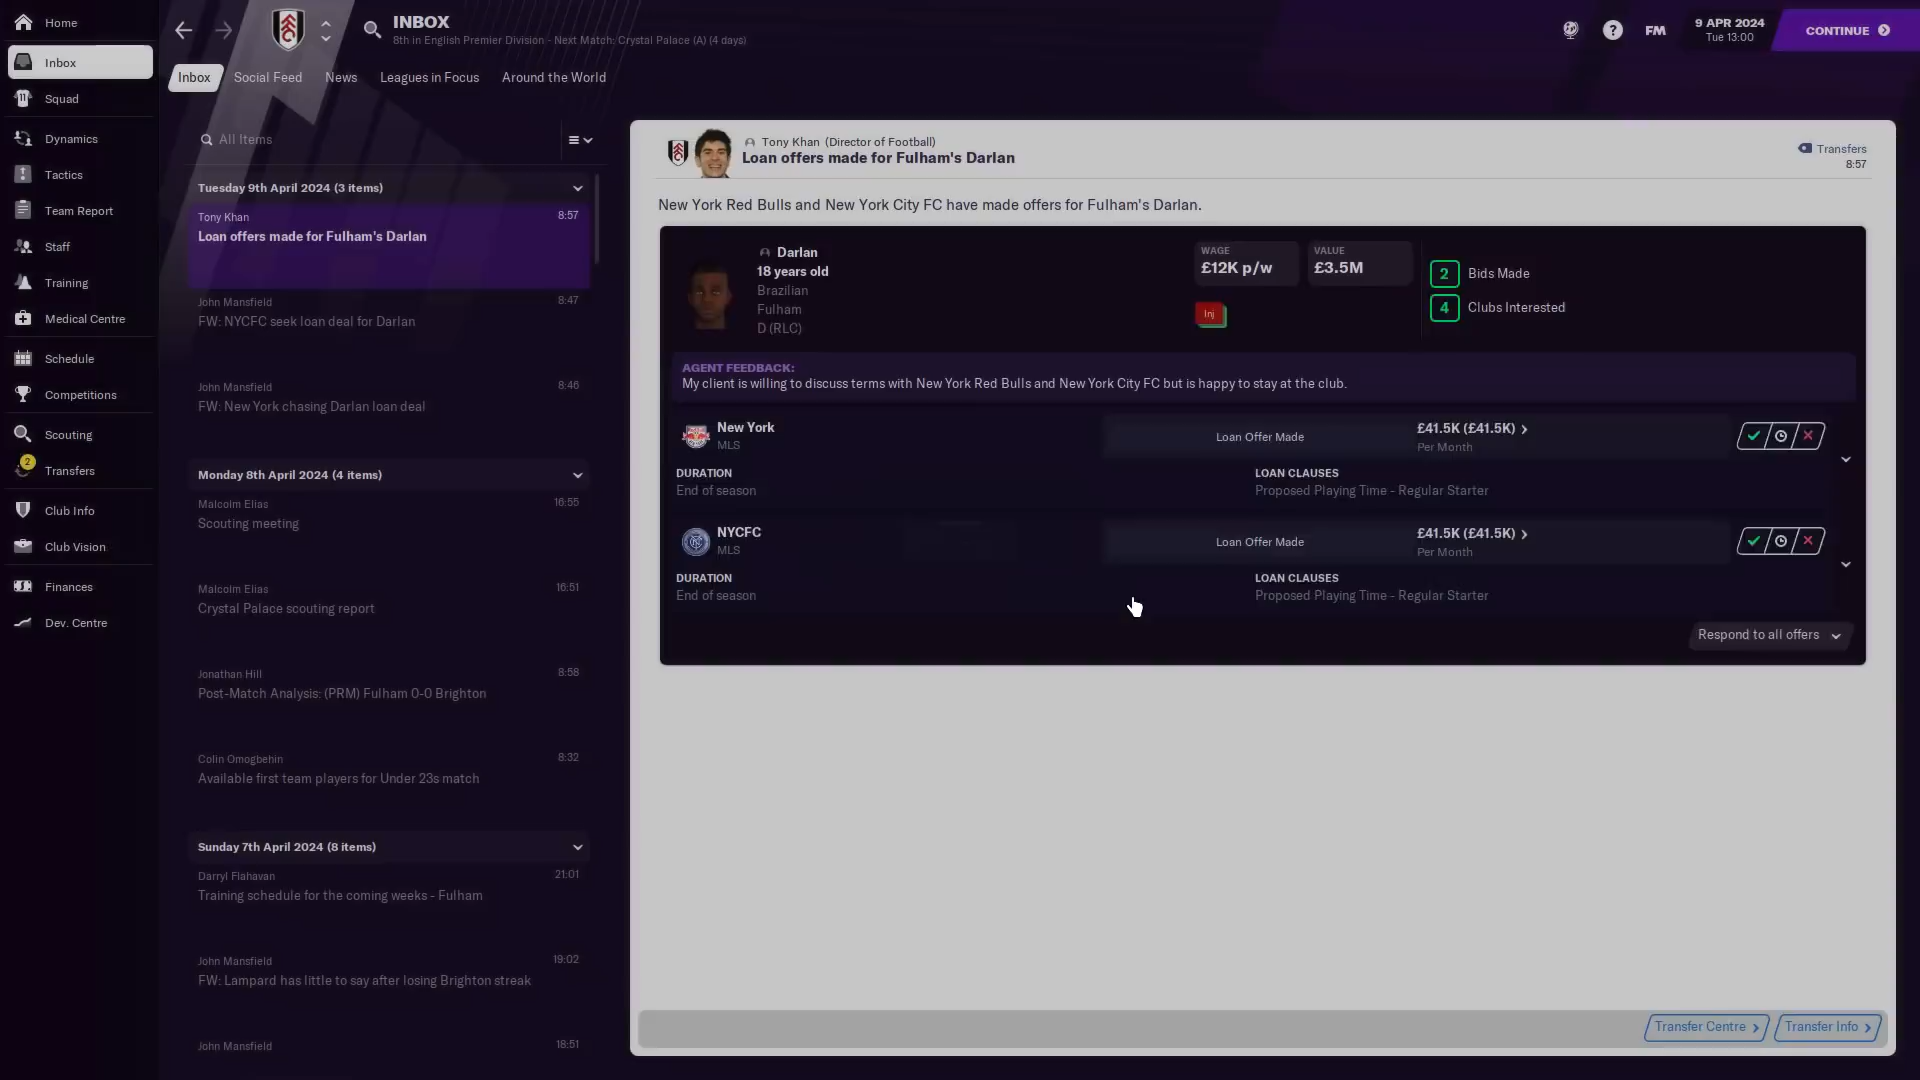 Home
Inbox
Squad
Dynamics
Tactics
Team Report
Staff
Training
Medical Centre
Schedule
Competitions
Scouting
2
Transfers
Club Info
Club Vision
Finances
Dev. Centre
INBOX
8th in English Premier Division - Next Match: Crystal Palace (A) (4 days)
FM
9 APR 2024
Tue 13:00
CONTINUE
Inbox
Social Feed
News
Leagues in Focus
Around the World
All Items
Tuesday 9th April 2024 (3 items)
Tony Khan 8:57
Loan offers made for Fulham's Darlan
John Mansfield 8:47
FW: NYCFC seek loan deal for Darlan
John Mansfield 8:46
FW: New York chasing Darlan loan deal
Monday 8th April 2024 (4 items)
Malcolm Elias 16:55
Scouting meeting
Malcolm Elias 16:51
Crystal Palace scouting report
Jonathan Hill 8:58
Post-Match Analysis: (PRM) Fulham 0-0 Brighton
Colin Omogbehin 8:32
Available first team players for Under 23s match
Sunday 7th April 2024 (8 items)
Darryl Flahavan 21:01
Training schedule for the coming weeks - Fulham
John Mansfield 19:02
FW: Lampard has little to say after losing Brighton streak
John Mansfield 18:51
Tony Khan (Director of Football)
Loan offers made for Fulham's Darlan
Transfers
8:57
New York Red Bulls and New York City FC have made offers for Fulham's Darlan.
Darlan
18 years old
Brazilian
Fulham
D (RLC)
WAGE
£12K p/w
VALUE
£3.5M
Inj
2 Bids Made
4 Clubs Interested
AGENT FEEDBACK:
My client is willing to discuss terms with New York Red Bulls and New York City FC but is happy to stay at the club.
New York
MLS
Loan Offer Made
£41.5K (£41.5K)
Per Month
DURATION
End of season
LOAN CLAUSES
Proposed Playing Time - Regular Starter
NYCFC
MLS
Loan Offer Made
£41.5K (£41.5K)
Per Month
DURATION
End of season
LOAN CLAUSES
Proposed Playing Time - Regular Starter
Respond to all offers
Transfer Centre
Transfer Info